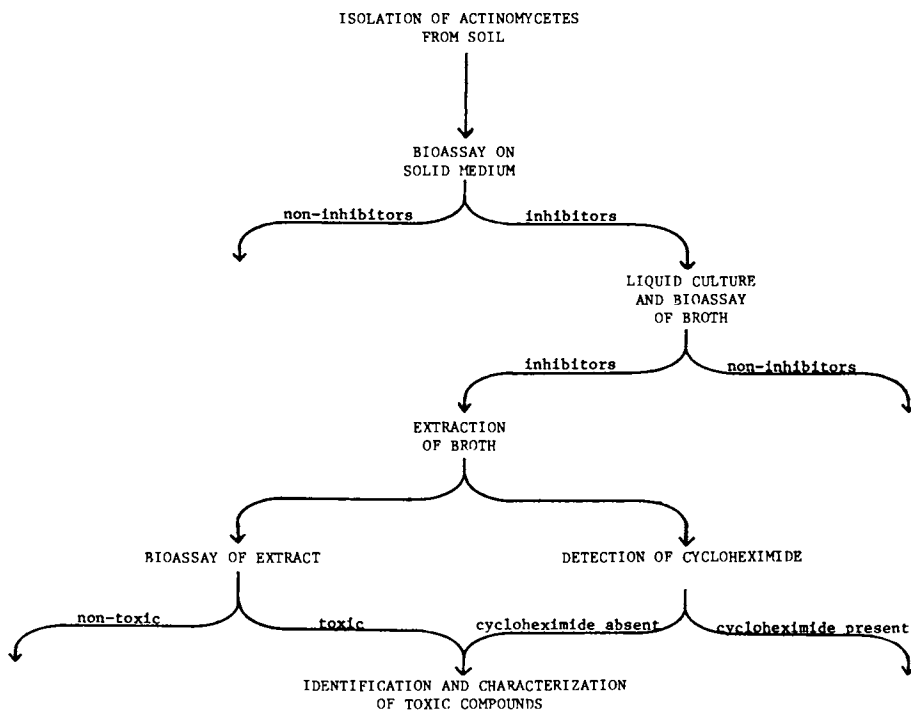 ISOLATION OF ACTINOMYCETES
FROM SOIL
BIOASSAY ON
SOLID MEDIUM
non-inhibitors
inhibitors
LIQUID CULTURE
AND BIOASSAY
OF BROTH
inhibitors
non-inhibitors
EXTRACTION
OF BROTH
BIOASSAY OF EXTRACT
DETECTION OF CYCLOHEXIMIDE
non-toxic
toxic
cycloheximide absent
cycloheximide present
IDENTIFICATION AND CHARACTERIZATION
OF TOXIC COMPOUNDS